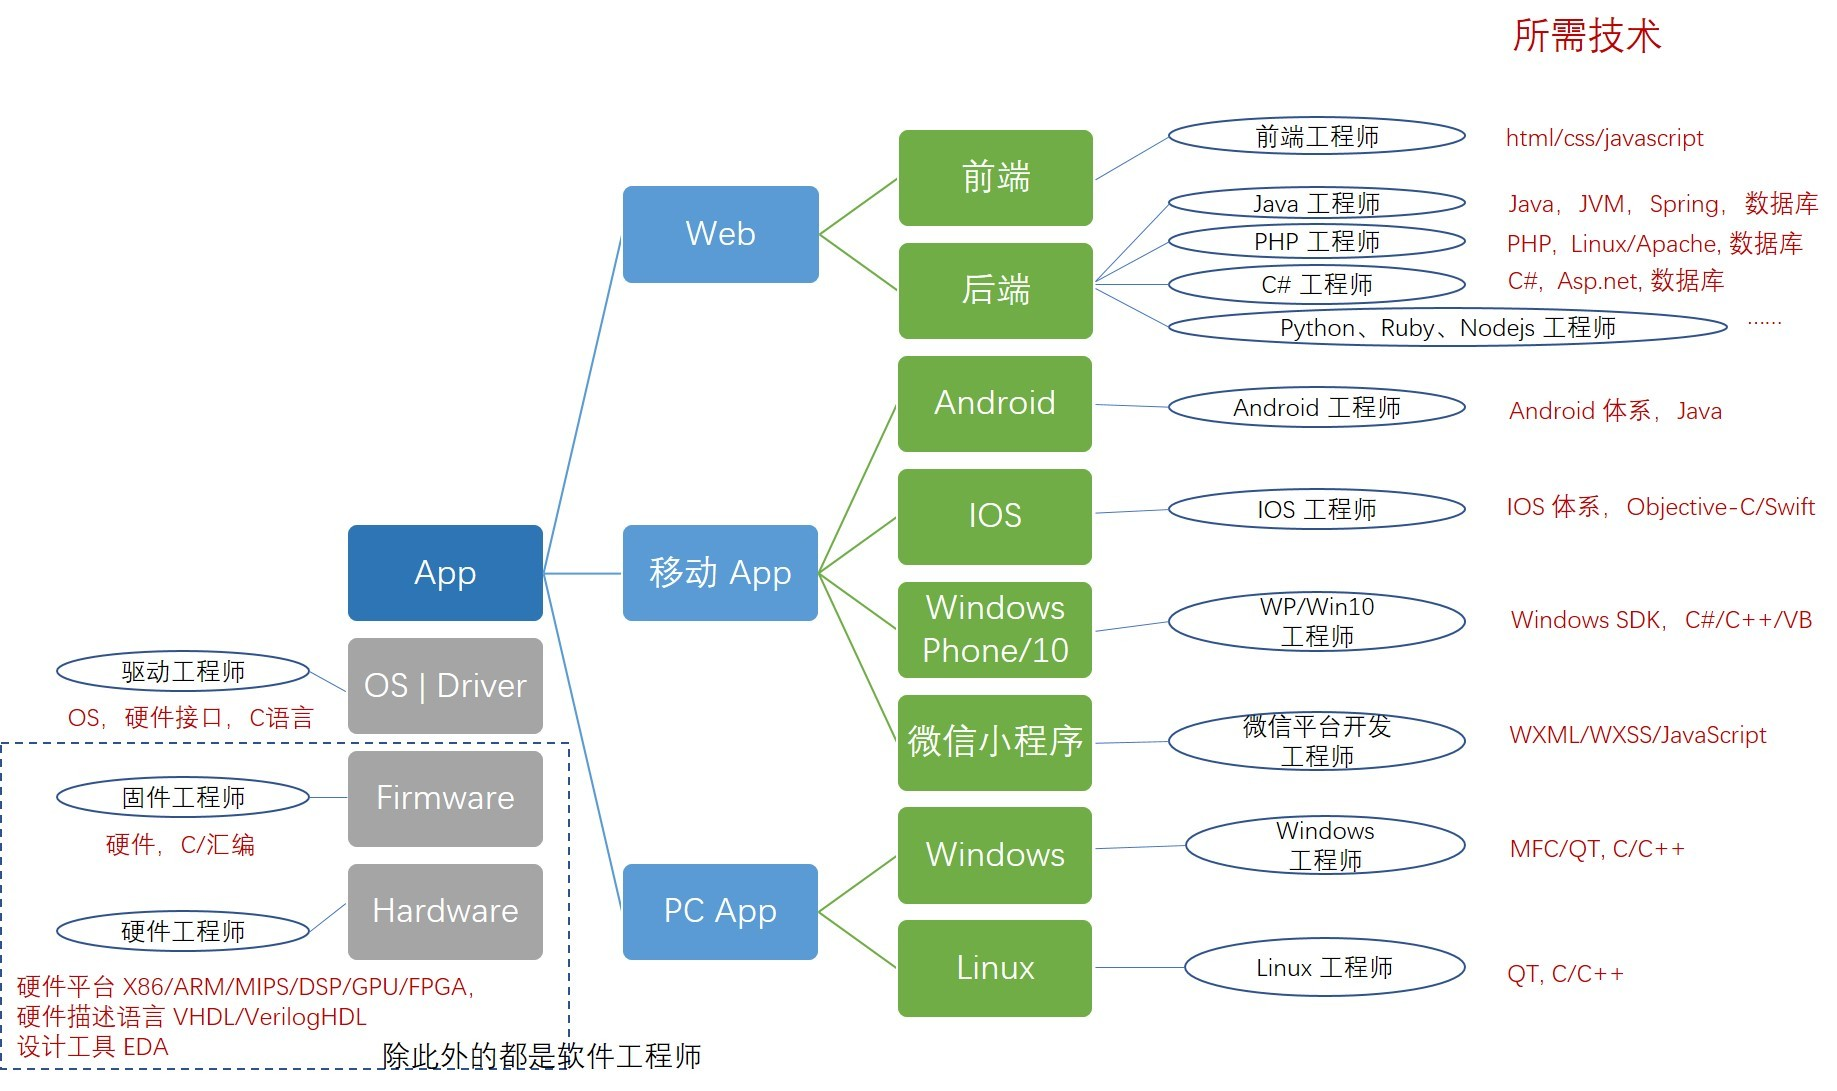 所需技术
前端
前端工程师
html/css/javascript
Web
后端
Java 工程师
Java，JVM，Spring，数据库
PHP 工程师
PHP, Linux/Apache, 数据库
C# 工程师
C#，Asp.net, 数据库
Python、Ruby、Nodejs 工程师
......
Android
Android 工程师
Android 体系，Java
IOS
IOS 工程师
IOS 体系，Objective-C/Swift
App
移动 App
Windows
Phone/10
WP/Win10
工程师
Windows SDK，C#/C++/VB
驱动工程师
OS，硬件接口，C语言
OS | Driver
微信小程序
微信平台开发
工程师
WXML/WXSS/JavaScript
固件工程师
硬件，C/汇编
Firmware
Windows
Windows
工程师
MFC/QT, C/C++
硬件工程师
Hardware
PC App
Linux
Linux 工程师
QT, C/C++
硬件平台 X86/ARM/MIPS/DSP/GPU/FPGA，
硬件描述语言 VHDL/VerilogHDL
设计工具 EDA
除此外的都是软件工程师